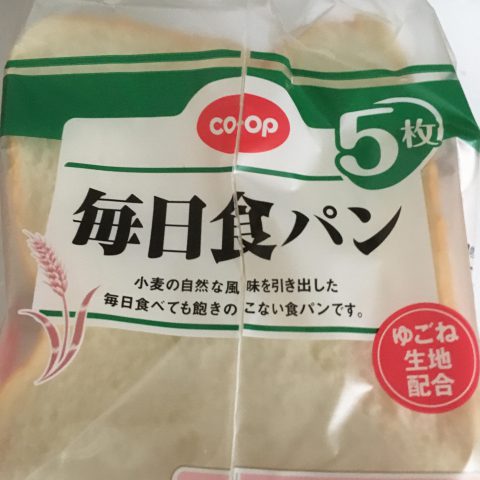 CO·OP
5枚
毎日食パン
小麦の自然な風味を引き出した
毎日食べても飽きのこない食パンです。
ゆごね
生地
配合